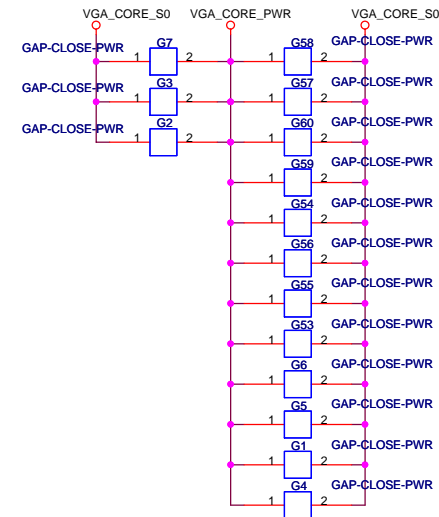 VGA_CORE_S0 VGA_CORE_PWR VGA_CORE_S0
GAP-CLOSE-PWR G7 G58 GAP-CLOSE-PWR
1 2 1 2
GAP-CLOSE-PWR G3 G57 GAP-CLOSE-PWR
1 2 1 2
GAP-CLOSE-PWR G2 G60 GAP-CLOSE-PWR
1 2 1 2
G59 GAP-CLOSE-PWR
1 2
G54 GAP-CLOSE-PWR
1 2
G56 GAP-CLOSE-PWR
1 2
G55 GAP-CLOSE-PWR
1 2
G53 GAP-CLOSE-PWR
1 2
G6 GAP-CLOSE-PWR
1 2
G5 GAP-CLOSE-PWR
1 2
G1 GAP-CLOSE-PWR
1 2
G4 GAP-CLOSE-PWR
1 2